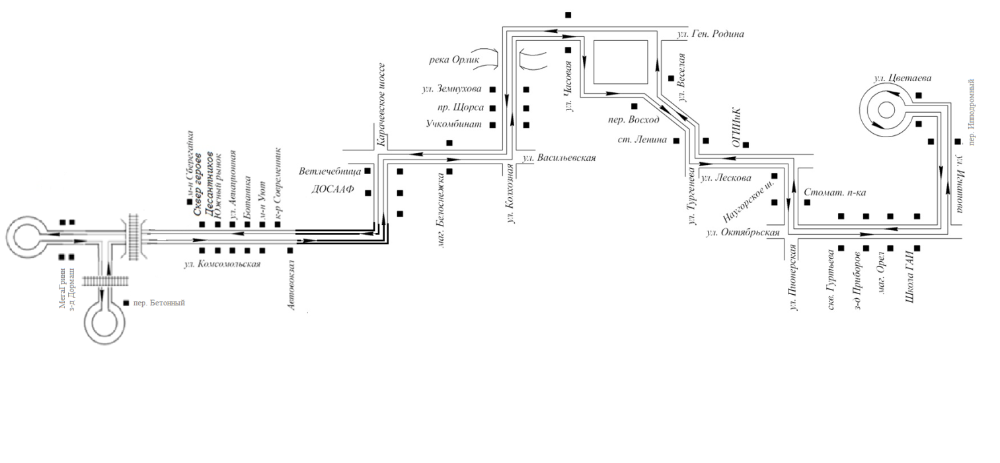 ул. Ген. Родина
река Орлик
ул. Земнухова
пр. Щорса
Учкомбинат
ул. Часовая
ул. Веселая
пер. Восход
ст. Ленина
ОГИИиК
ул. Цветаева
пер. Ипподромный
Карачевское шоссе
ул. Васильевская
Ветлечебница
ДОСААФ
маг. Белоснежка
ул. Колхозная
ул. Лескова
ул. Тургенева
Наугорское ш.
Стомат. п-ка
ул. Игнатова
ул. Октябрьская
ул. Пионерская
скв. Гуртьева
з-д Приборов
маг. Орел
Школа ГАИ
м-н Сберегайка
Сквер героев
Десантников
Южный рынок
ул. Авиационная
Ботаника
м-н Уют
к-р Современник
ул. Комсомольская
Автовокзал
МегаГринн
з-д Дормаш
пер. Бетонный